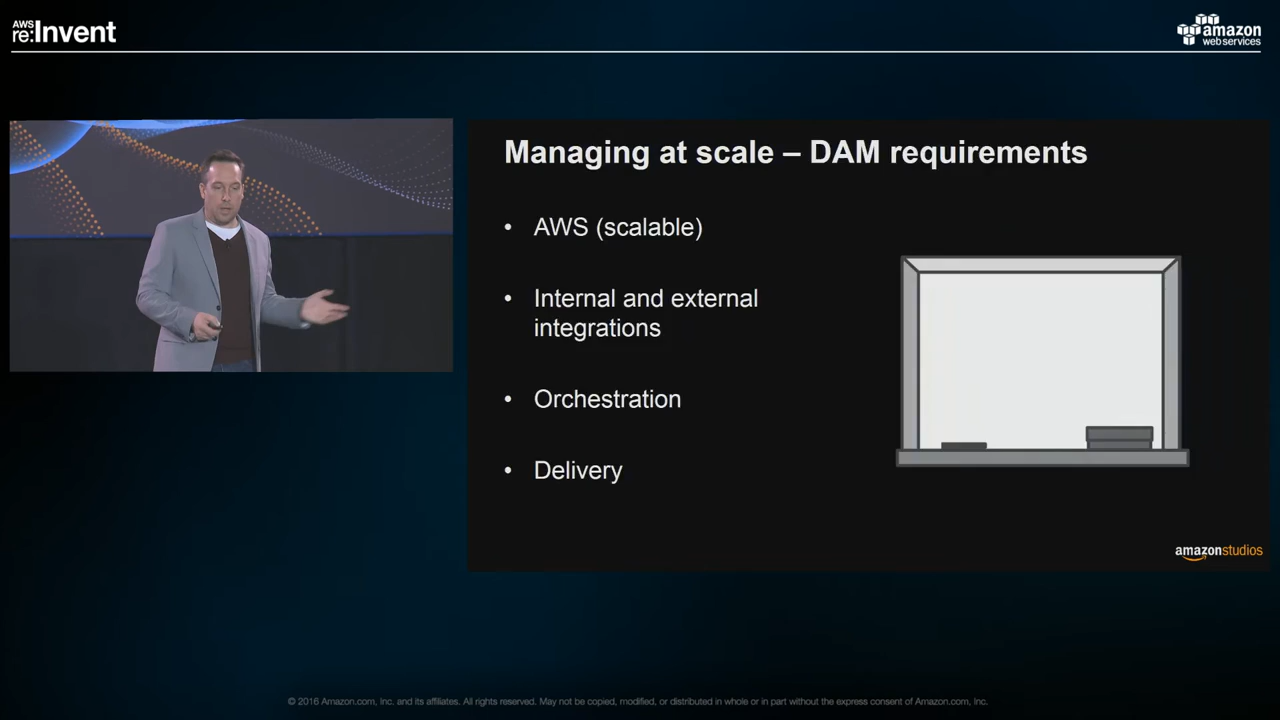 AWS
re:Invent
amazon
web services
Managing at scale – DAM requirements
• AWS (scalable)
• Internal and external
integrations
• Orchestration
• Delivery
amazonstudios
© 2016 Amazon.com, Inc. and its affiliates. All rights reserved. May not be copied, modified, or distributed in whole or in part without the express consent of Amazon.com, Inc.